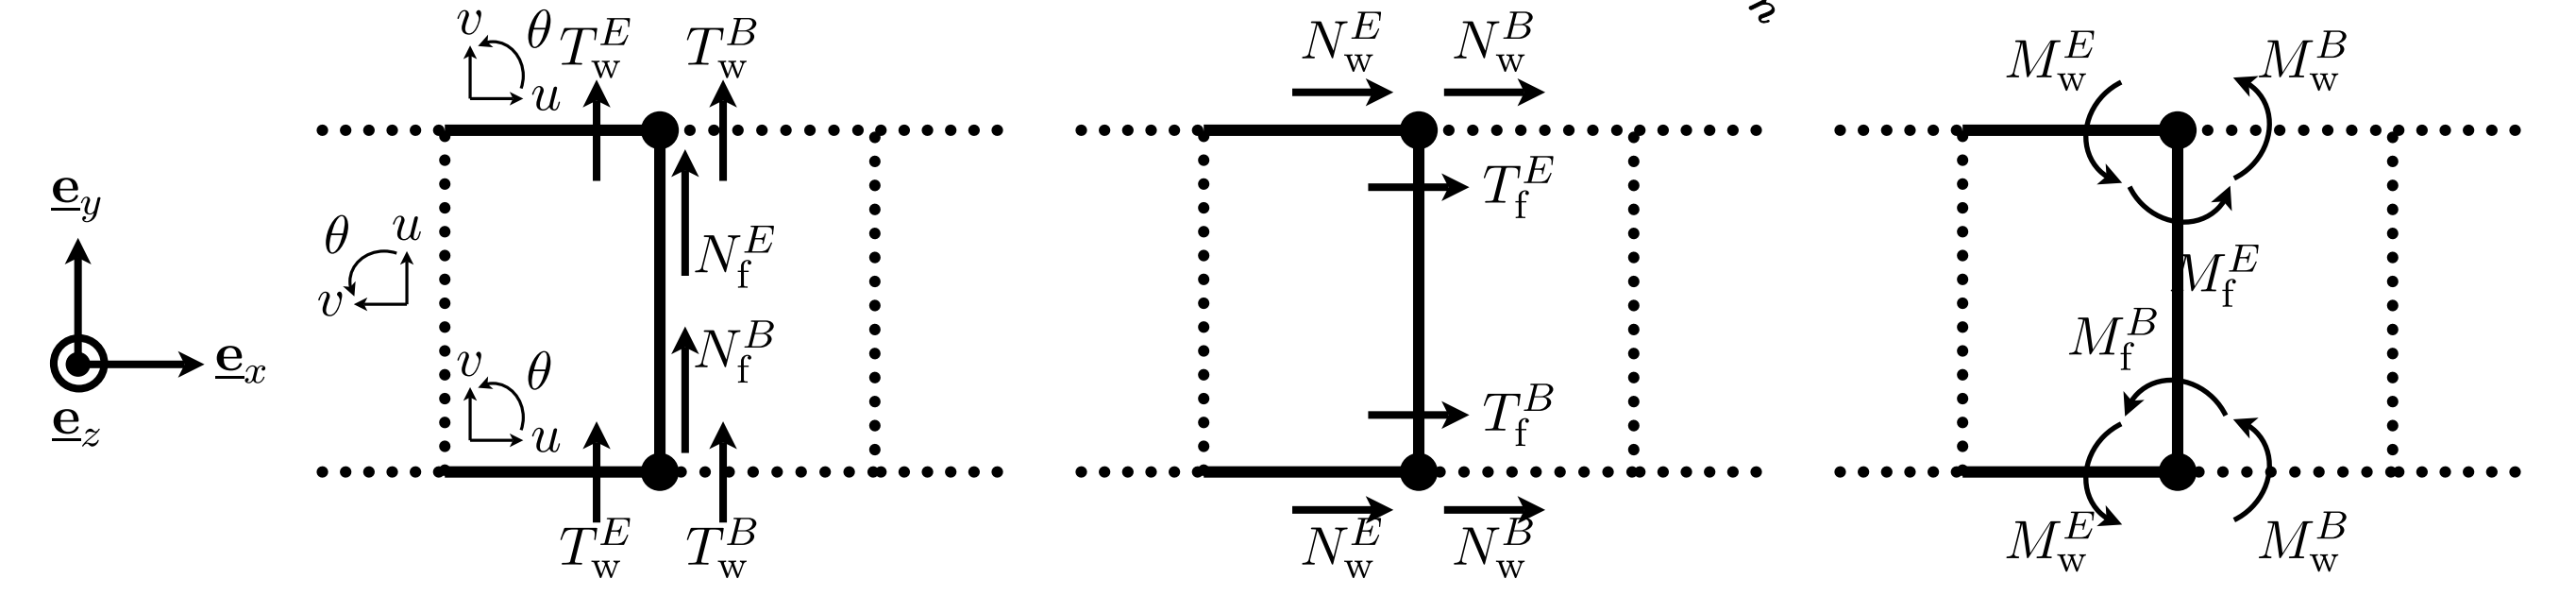 v θ T_w^E T_w^B
u
N_w^E N_w^B
M_w^E M_w^B
e_y
θ u
v
T_f^E
N_f^E
M_f^E
e_x
e_z
v θ
u
N_f^B
T_f^B
M_f^B
T_w^E T_w^B
N_w^E N_w^B
M_w^E M_w^B